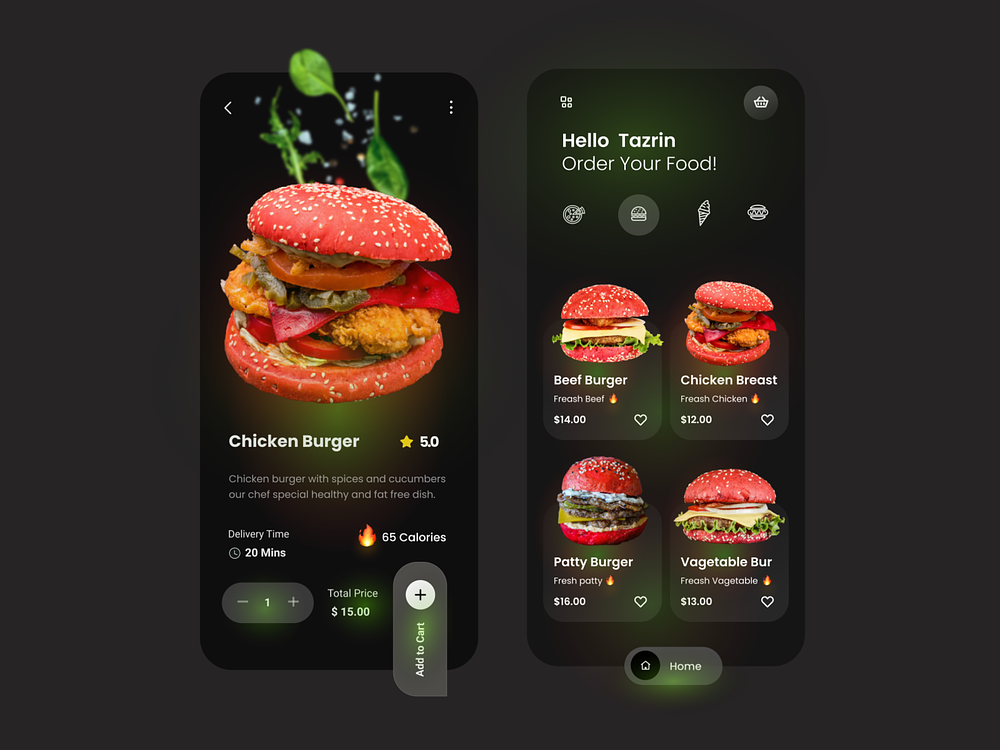 Chicken Burger
5.0
Chicken burger with spices and cucumbers
our chef special healthy and fat free dish.
Delivery Time
20 Mins
65 Calories
1
Total Price
$ 15.00
Add to Cart
Hello Tazrin
Order Your Food!
Beef Burger
Freash Beef
$14.00
Chicken Breast
Freash Chicken
$12.00
Patty Burger
Fresh patty
$16.00
Vagetable Bur
Freash Vagetable
$13.00
Home